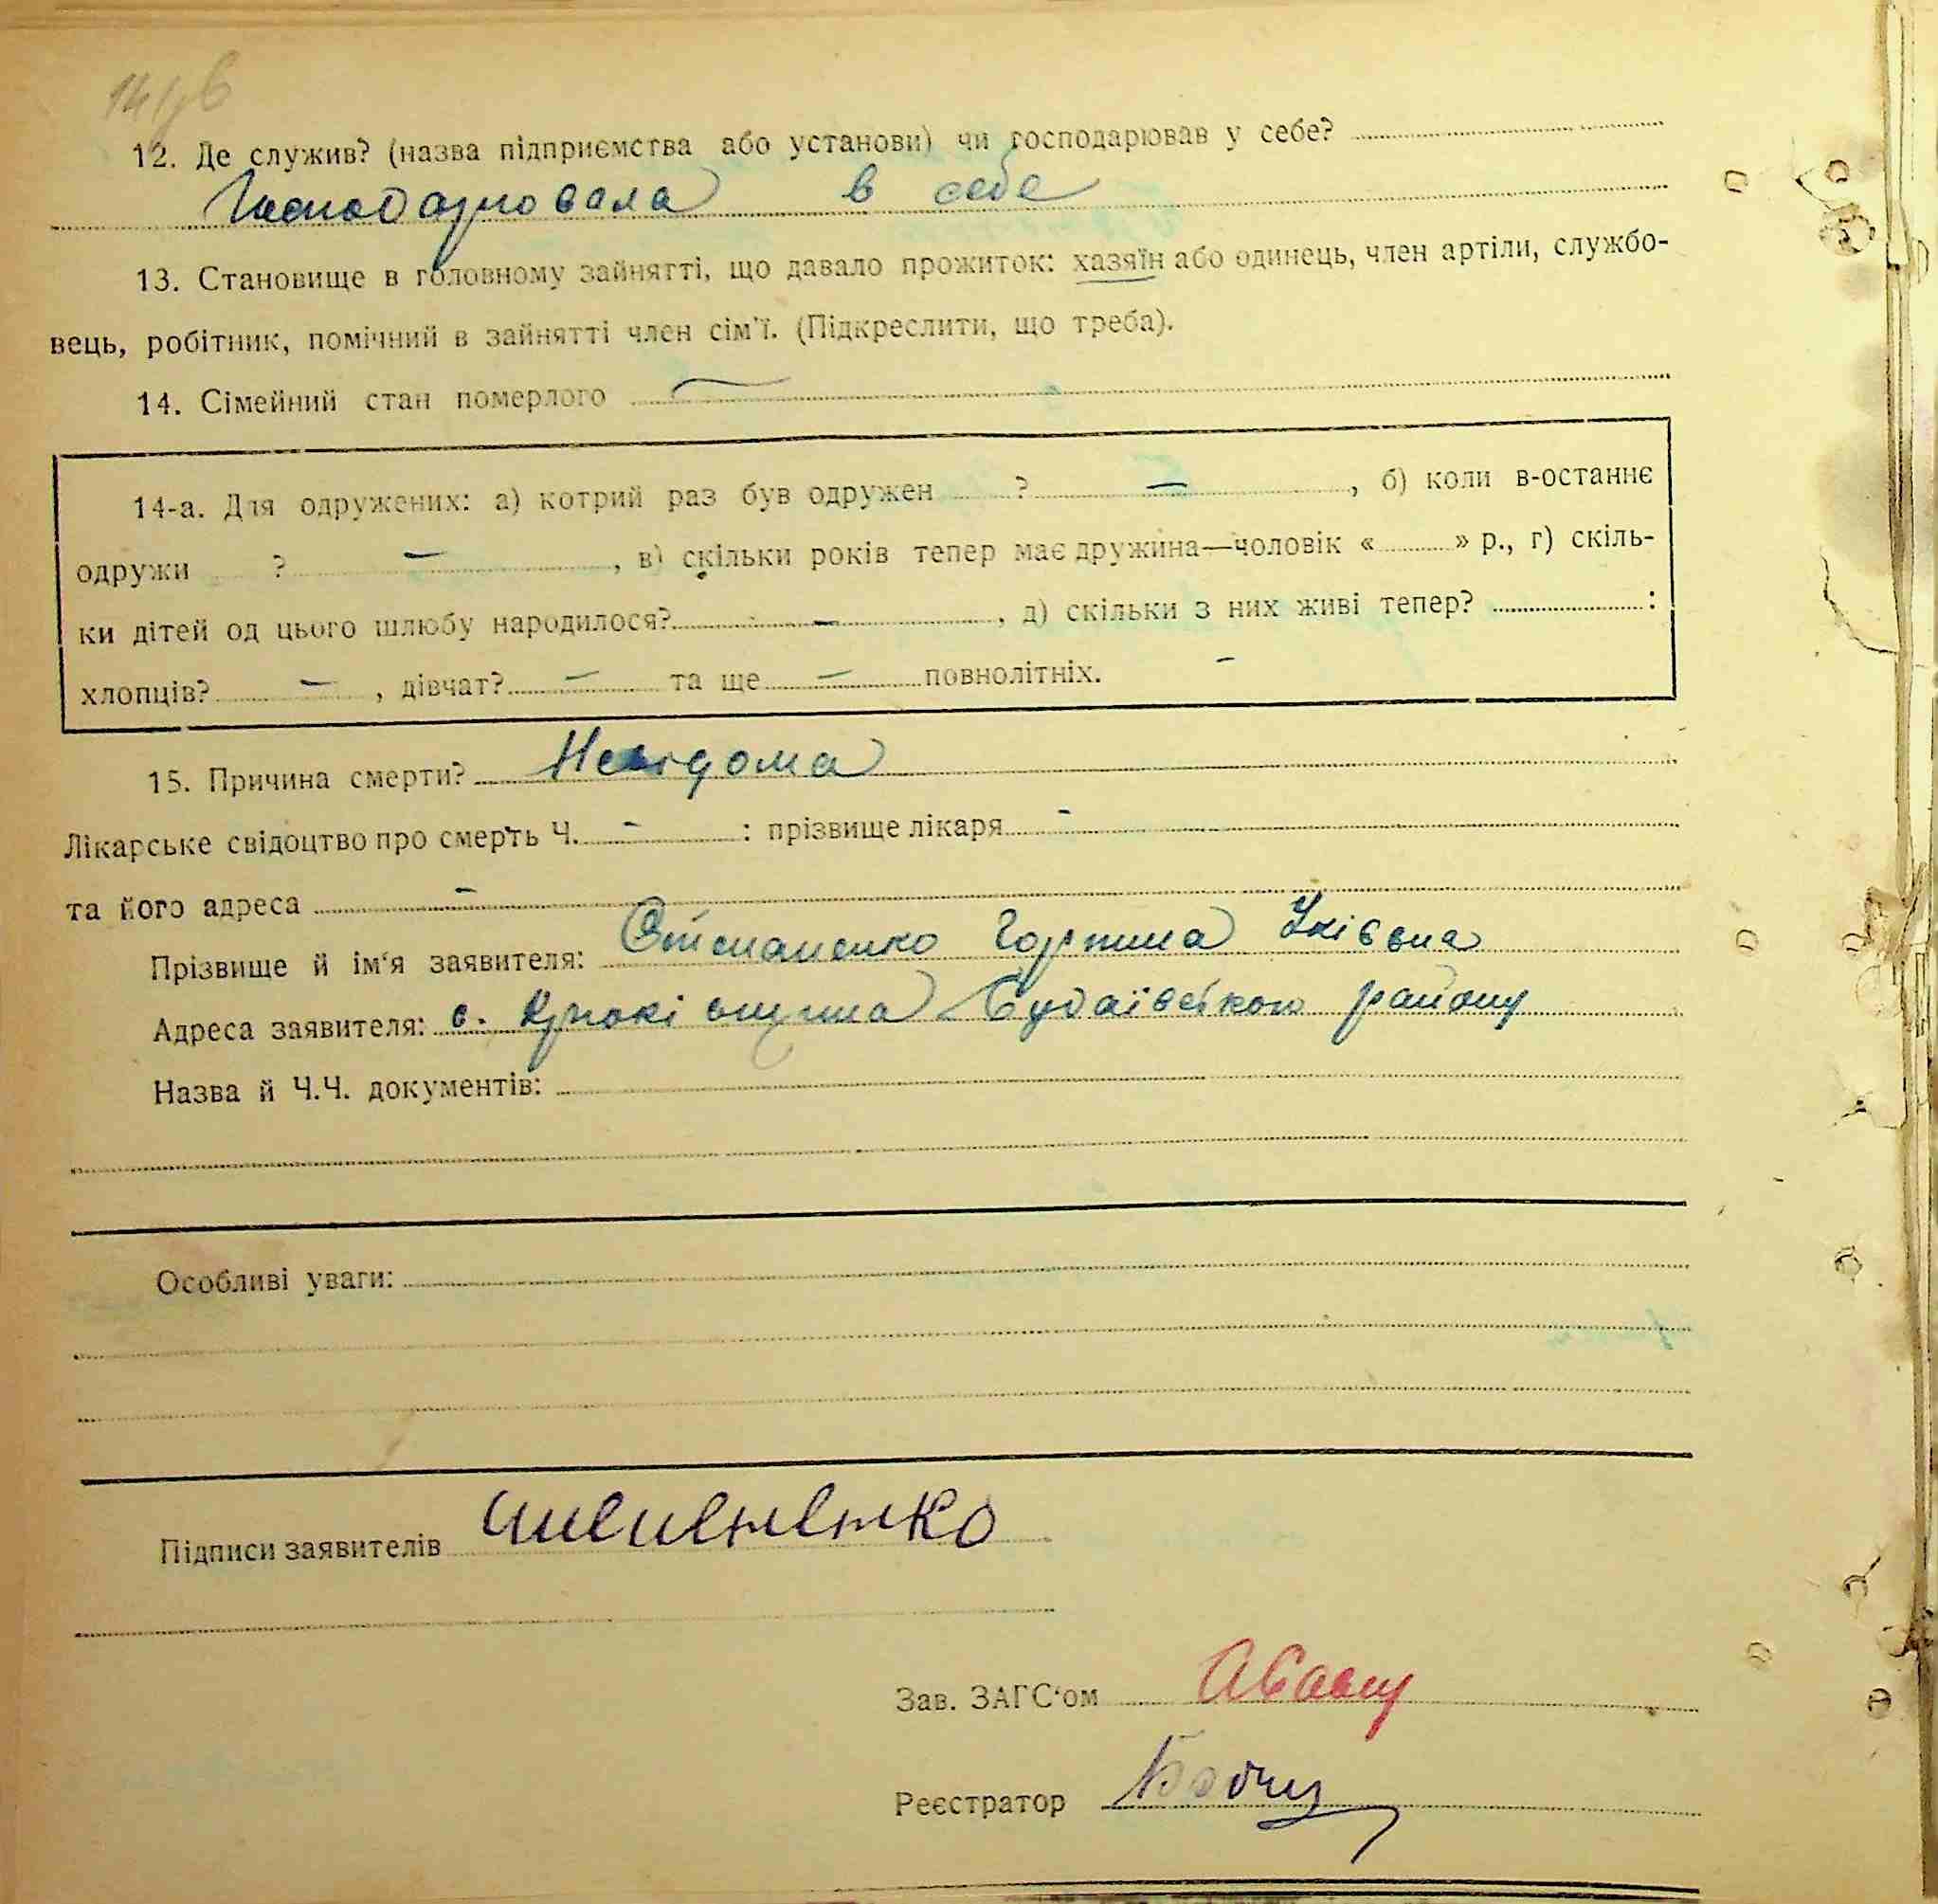 12. Де служив? (назва підприємства або установи) чи господарював у себе?
Господарювала в себе
13. Становище в головному зайнятті, що давало прожиток: хазяїн або одинець, член артіли, службо-
вець, робітник, помічний в зайнятті член сім'ї. (Підкреслити, що треба).
14. Сімейний стан померлого
14-а. Для одружених: а) котрий раз був одружен ? —, б) коли в-останнє
одружи ? —, в) скільки років тепер має дружина—чоловік « » р., г) скіль-
ки дітей од цього шлюбу народилося? —, д) скільки з них живі тепер? :
хлопців? —, дівчат? — та ще — повнолітніх. —
15. Причина смерти? Невідома
Лікарське свідоцтво про смерть Ч. — : прізвище лікаря —
та його адреса —
Прізвище й ім'я заявителя: Горпина
Адреса заявителя: с. Крюківщина Будаївського району
Назва й Ч.Ч. документів:
Особливі уваги:
Підписи заявителів
Зав. ЗАГС'ом
Реєстратор